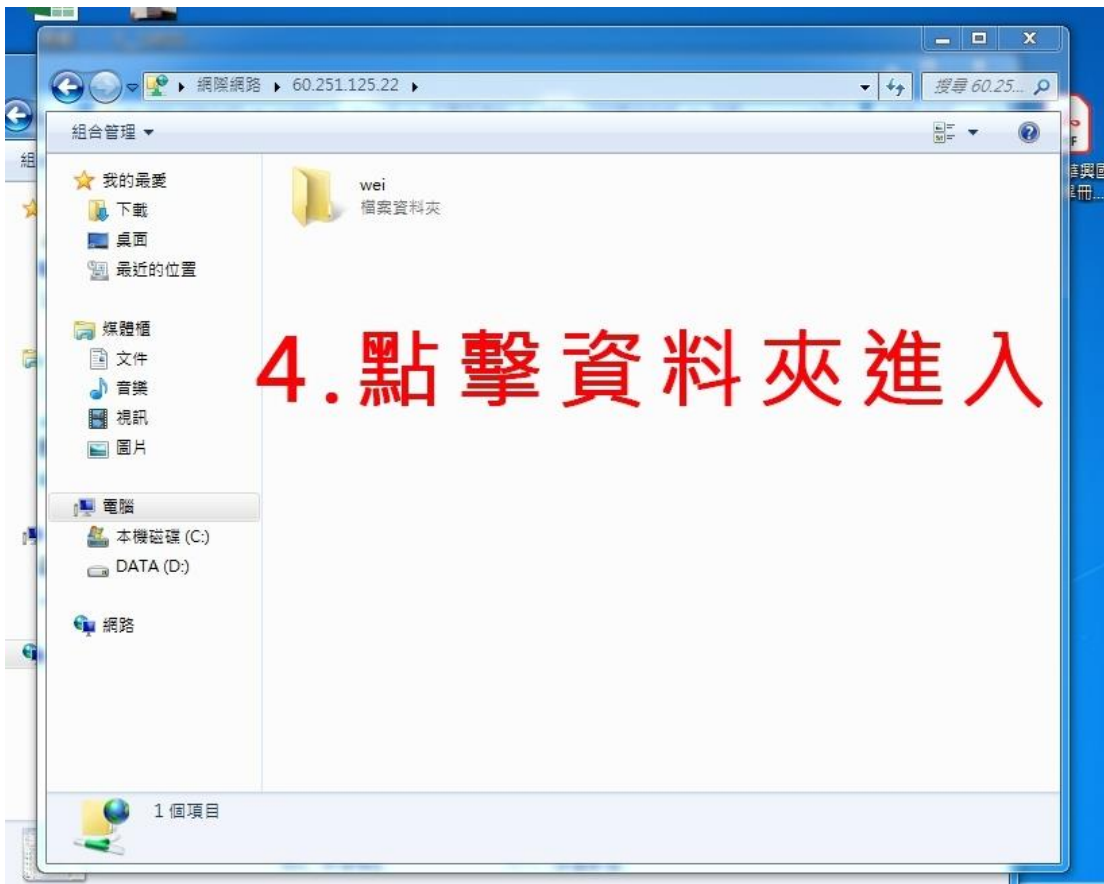 網際網路 ▸ 60.251.125.22 ▸
搜尋 60.25...
組合管理
組
我的最愛
下載
桌面
最近的位置
wei
檔案資料夾
媒體櫃
文件
音樂
視訊
圖片
4.點擊資料夾進入
電腦
本機磁碟 (C:)
DATA (D:)
網路
1 個項目